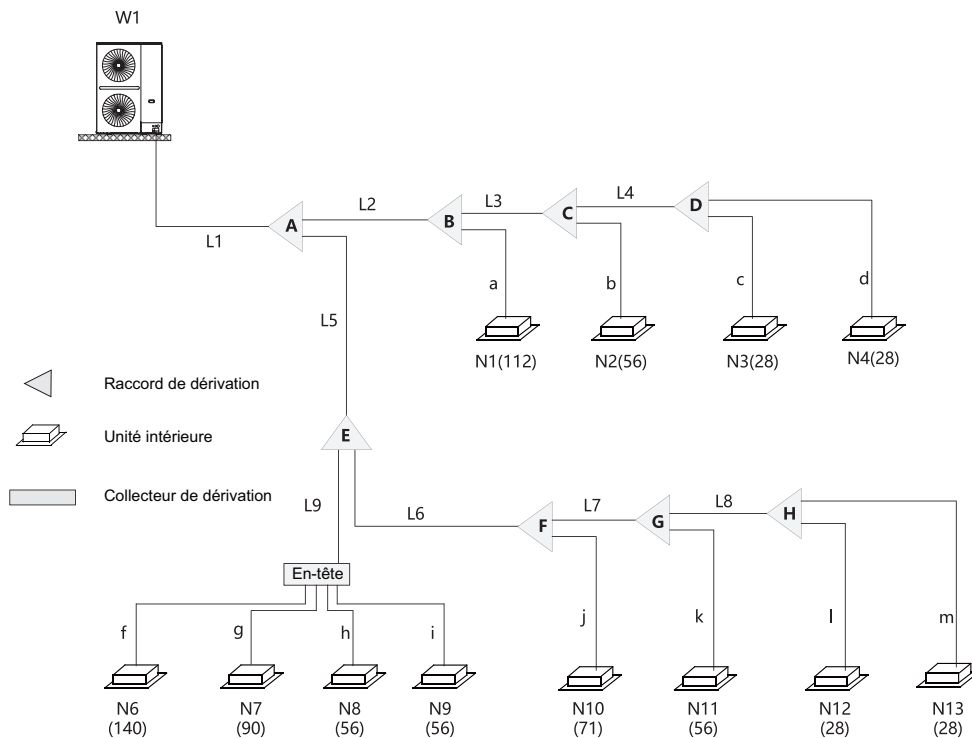 W1
L1
A
L2
B
L3
C
L4
D
a
b
c
d
N1(112)
N2(56)
N3(28)
N4(28)
L5
Raccord de dérivation
Unité intérieure
Collecteur de dérivation
E
L9
L6
F
L7
G
L8
H
En-tête
f
g
h
i
j
k
l
m
N6
(140)
N7
(90)
N8
(56)
N9
(56)
N10
(71)
N11
(56)
N12
(28)
N13
(28)